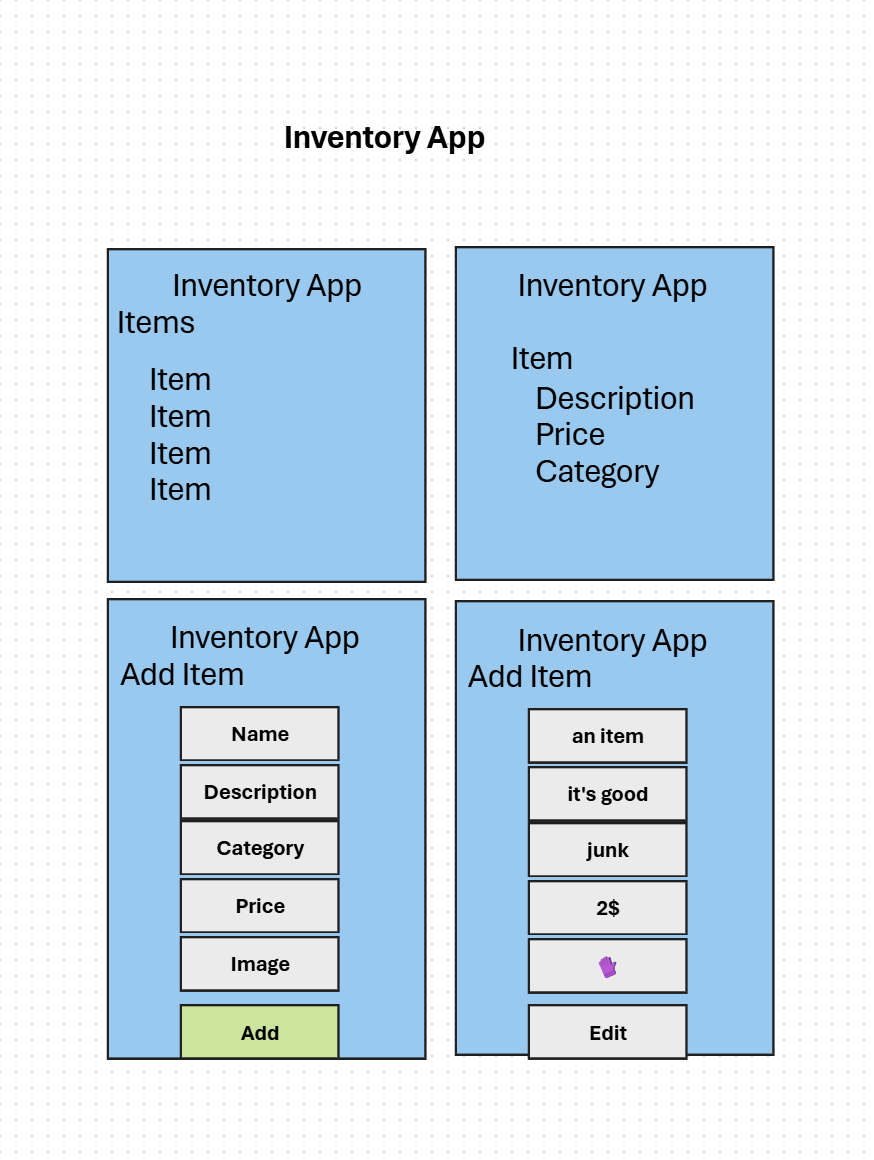 Inventory App
Inventory App
Items
Item
Item
Item
Item
Inventory App
Item
Description
Price
Category
Inventory App
Add Item
Name
Description
Category
Price
Image
Add
Inventory App
Add Item
an item
it's good
junk
2$
Edit